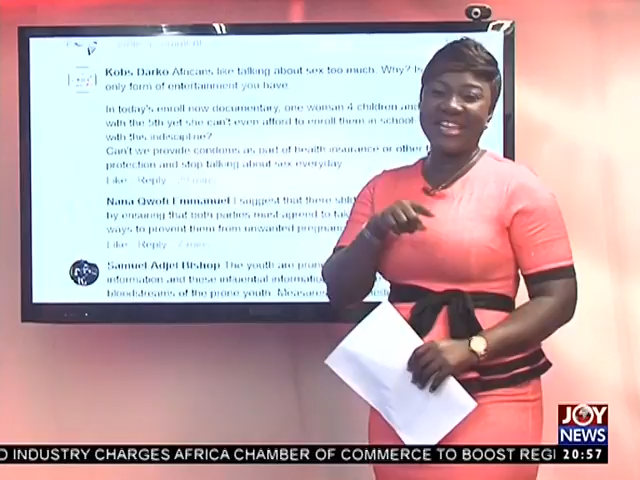 Kobs Darko Africans like talking about sex too much. Why? Is
only form of entertainment you have
In today's enroll now documentary, one woman 4 children and
with the 5th yet she can't even afford to enroll them in school
with this indiscipline?
Can't we provide condoms as part of health insurance or other
protection and stop talking about sex everyday
Like · Reply ·
Nana Qwofi Emmanuel I suggest that there
by ensuring that both parties must agreed to
ways to prevent them from unwanted
Like · Reply ·
Samuel Adjei Bishop The youth are
information and these influential
bloodstreams of the prone youth.
JOY
NEWS
D INDUSTRY CHARGES AFRICA CHAMBER OF COMMERCE TO BOOST REGI
20:57